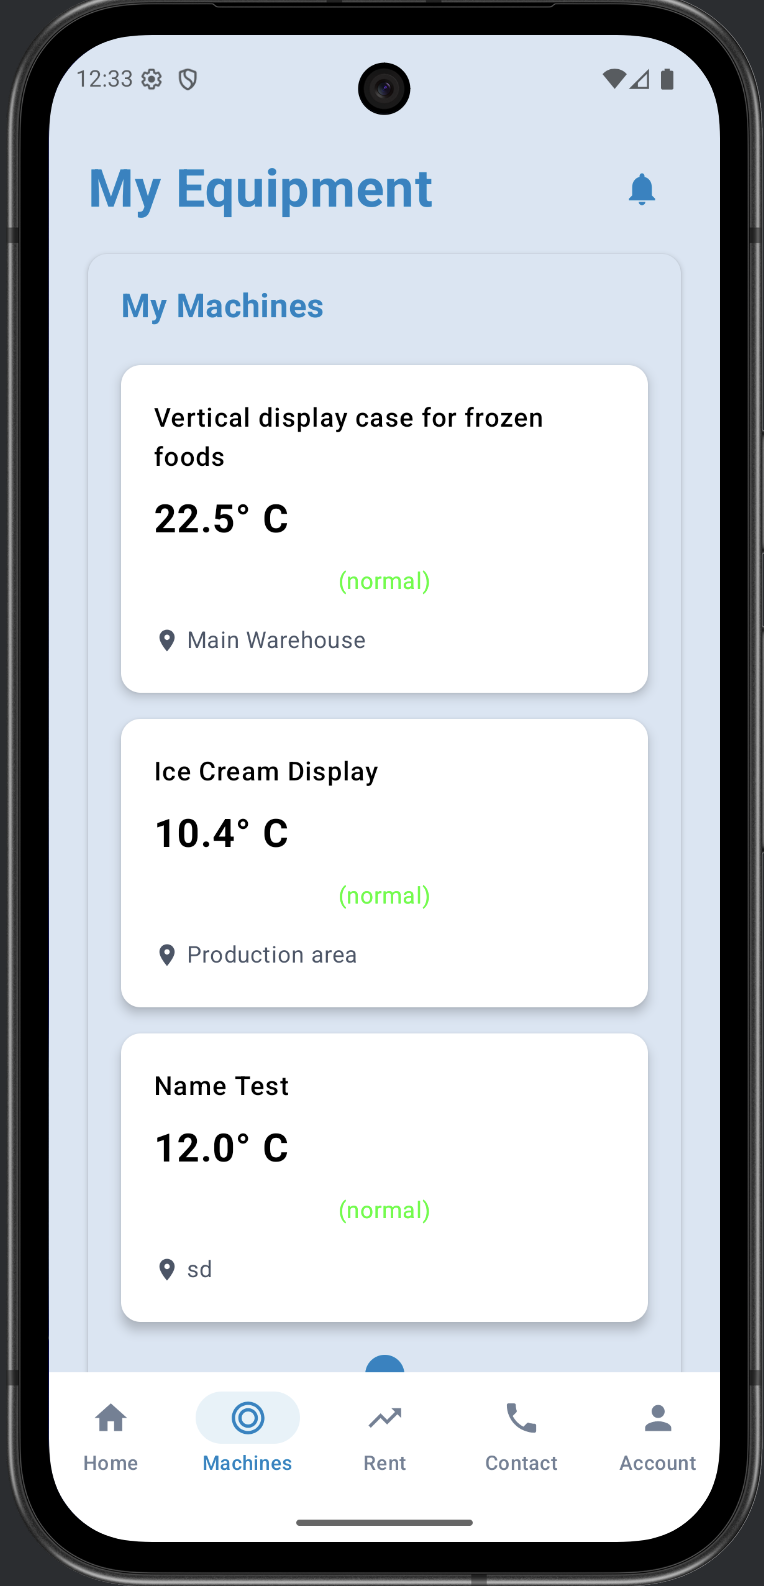 12:33
My Equipment
My Machines
Vertical display case for frozen
foods
22.5° C
(normal)
Main Warehouse
Ice Cream Display
10.4° C
(normal)
Production area
Name Test
12.0° C
(normal)
sd
Home Machines Rent Contact Account